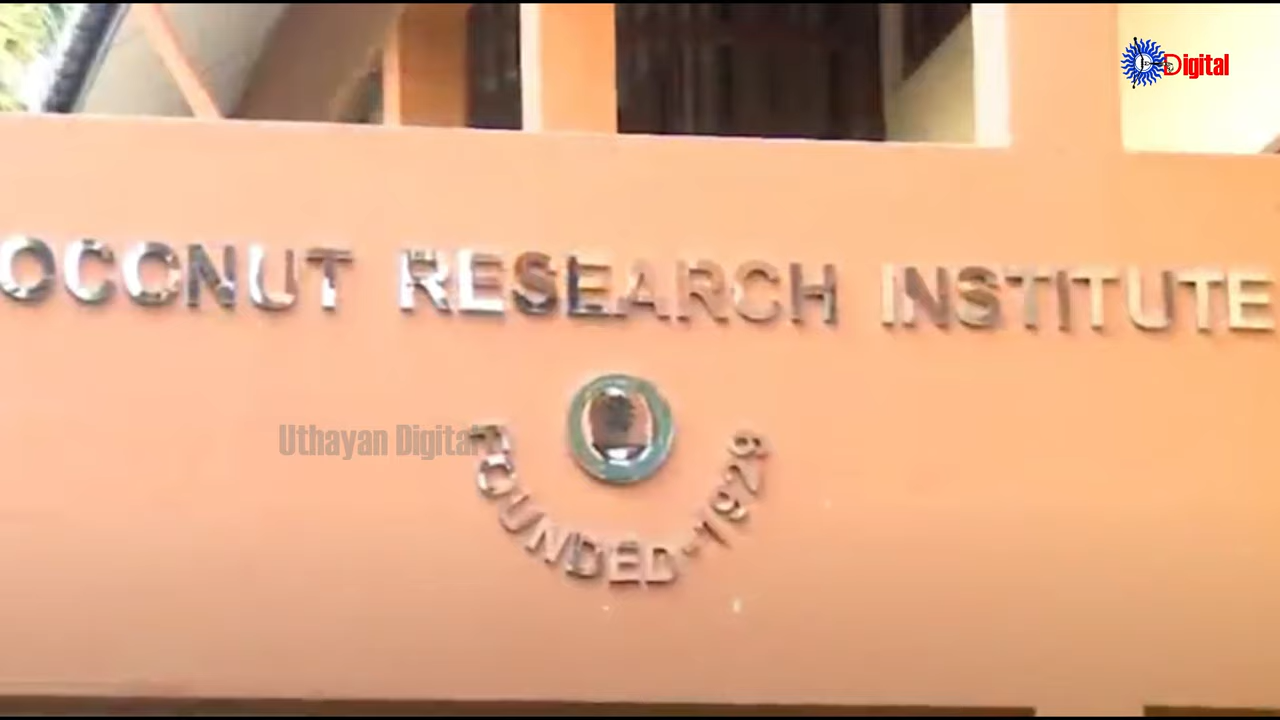 Digital
OCONUT RESEARCH INSTITUTE
Uthayan Digital
FOUNDED-1929